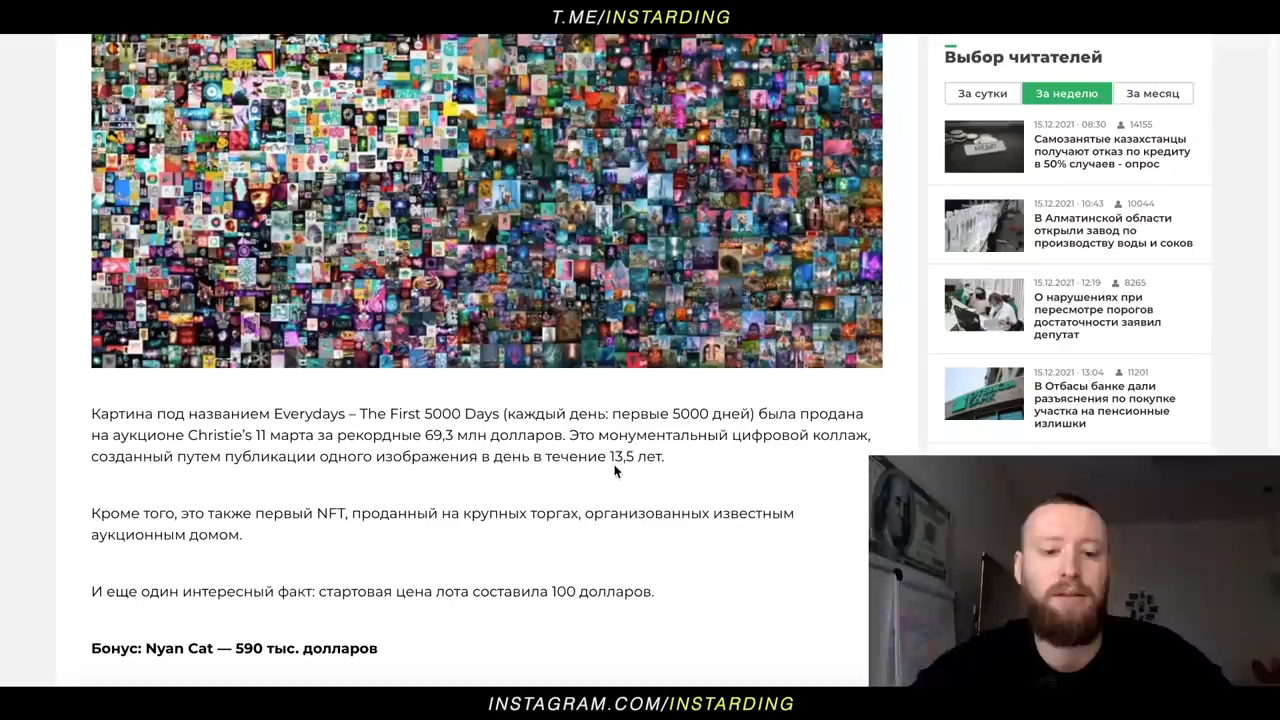 T.ME/INSTARDING
Картина под названием Everydays – The First 5000 Days (каждый день: первые 5000 дней) была продана
на аукционе Christie’s 11 марта за рекордные 69,3 млн долларов. Это монументальный цифровой коллаж,
созданный путем публикации одного изображения в день в течение 13,5 лет.
Кроме того, это также первый NFT, проданный на крупных торгах, организованных известным
аукционным домом.
И еще один интересный факт: стартовая цена лота составила 100 долларов.
Бонус: Nyan Cat — 590 тыс. долларов
Выбор читателей
За сутки За неделю За месяц
15.12.2021 · 08:30 14155
Самозанятые казахстанцы
получают отказ по кредиту
в 50% случаев - опрос
КРЕДИТ
15.12.2021 · 10:43 10044
В Алматинской области
открыли завод по
производству воды и соков
15.12.2021 · 12:19 8265
О нарушениях при
пересмотре порогов
достаточности заявил
депутат
15.12.2021 · 13:04 11201
В Отбасы банке дали
разъяснения по покупке
участка на пенсионные
излишки
INSTAGRAM.COM/INSTARDING